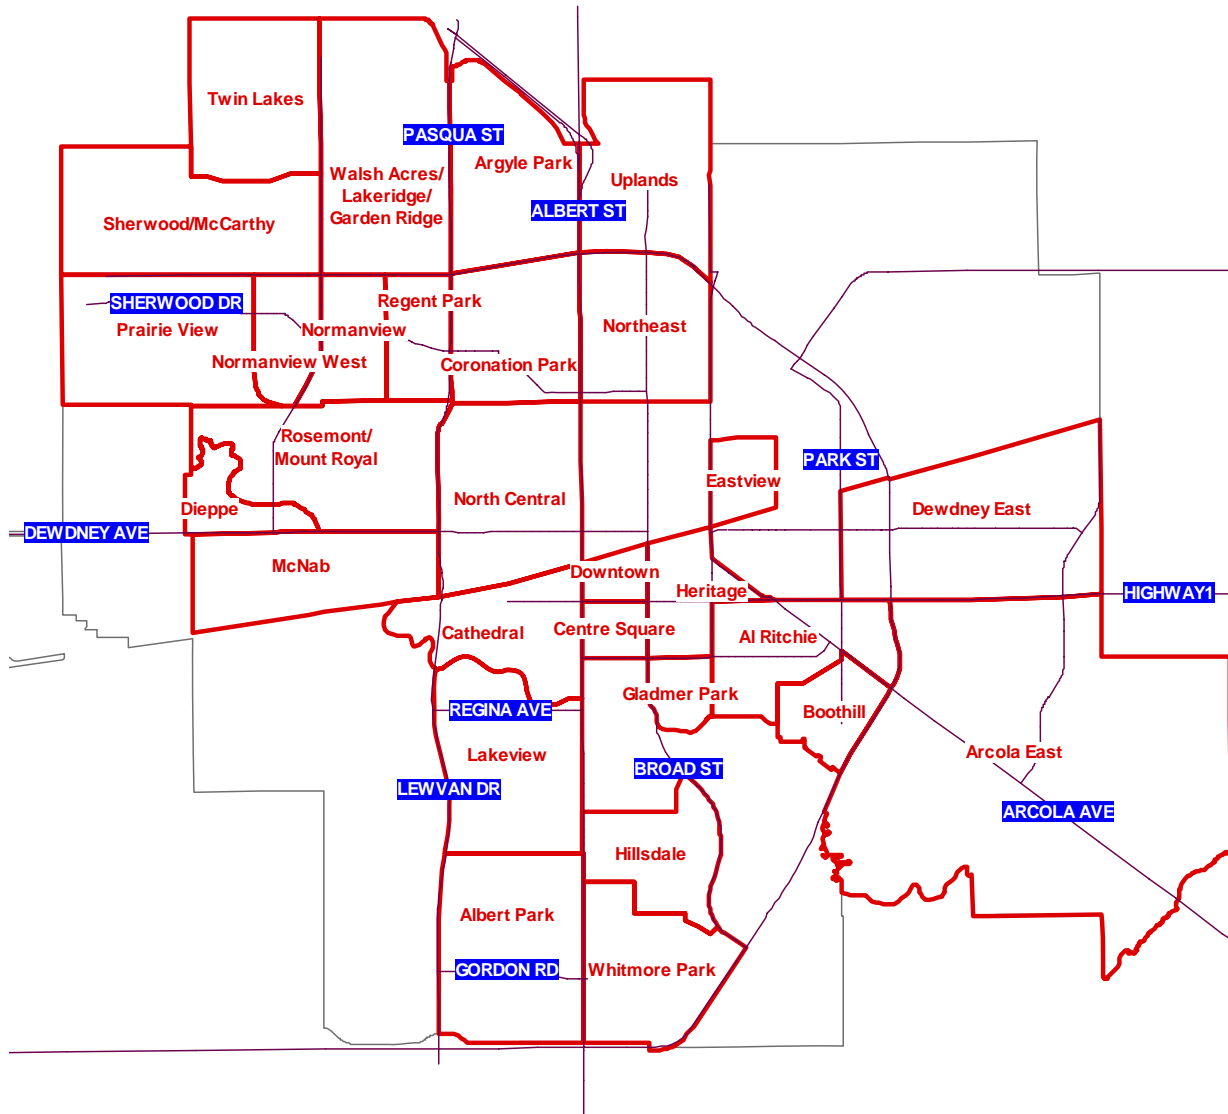 Twin Lakes
PASQUA ST
Argyle Park
Walsh Acres/
Lakeridge/
Garden Ridge
Uplands
ALBERT ST
Sherwood/McCarthy
SHERWOOD DR
Regent Park
Prairie View
Normanview
Northeast
Normanview West
Coronation Park
Rosemont/
Mount Royal
PARK ST
Eastview
North Central
Dieppe
Dewdney East
DEWDNEY AVE
McNab
Downtown
Heritage
HIGHWAY1
Cathedral
Centre Square
Al Ritchie
Gladmer Park
REGINA AVE
Boothill
Lakeview
Arcola East
BROAD ST
LEWVAN DR
ARCOLA AVE
Hillsdale
Albert Park
GORDON RD
Whitmore Park